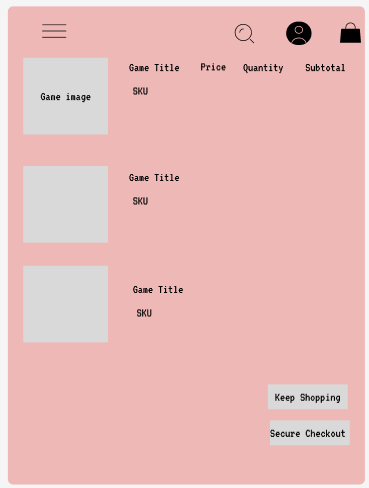 Game Title Price Quantity Subtotal
SKU
Game image
Game Title
SKU
Game Title
SKU
Keep Shopping
Secure Checkout